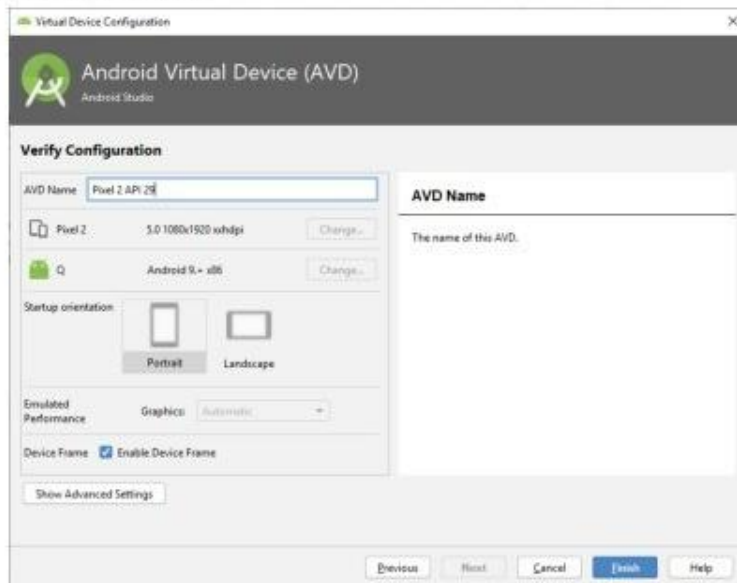 Virtual Device Configuration
Android Virtual Device (AVD)
Android Studio
Verify Configuration
AVD Name Pixel 2 API 29
Pixel 2 5.0 1080x1920 xxhdpi Change...
Q Android 9.+ x86 Change...
Startup orientation
Portrait Landscape
Emulated
Performance Graphics: Automatic
Device Frame Enable Device Frame
Show Advanced Settings
AVD Name
The name of this AVD.
Previous Next Cancel Finish Help